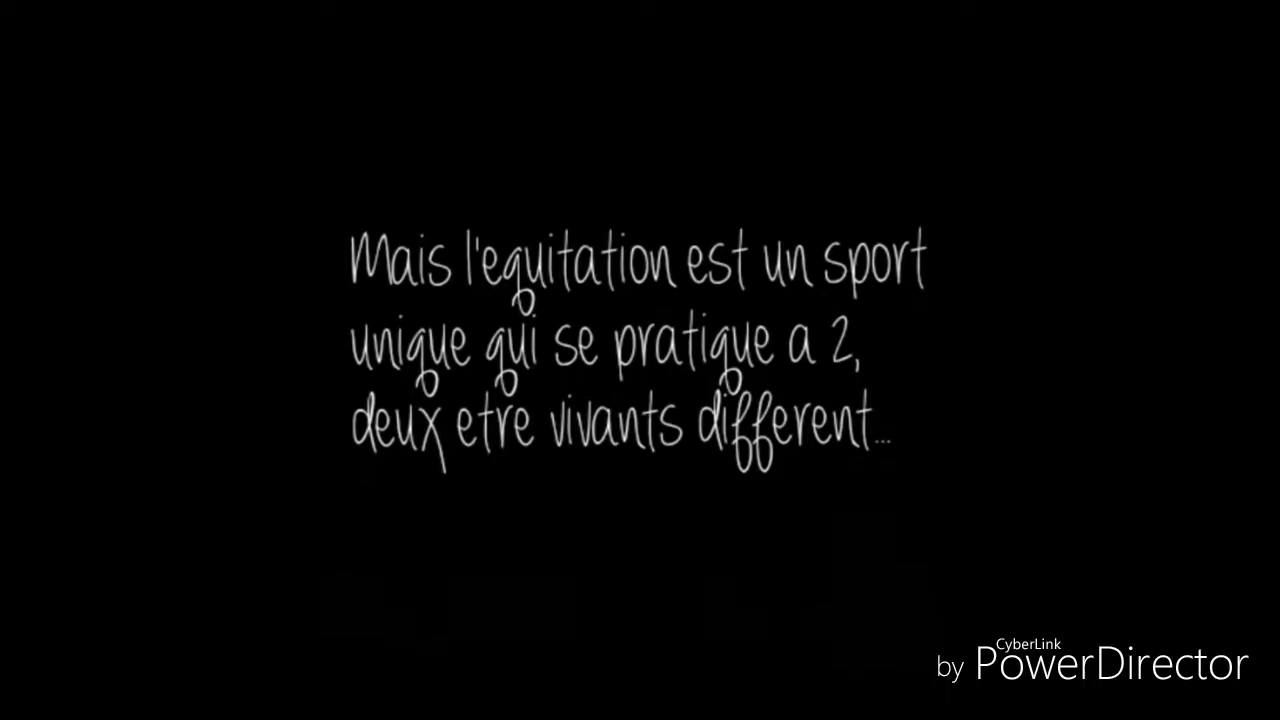 Mais l'equitation est un sport
unique qui se pratique a 2,
deux etre vivants different...
CyberLink
by PowerDirector